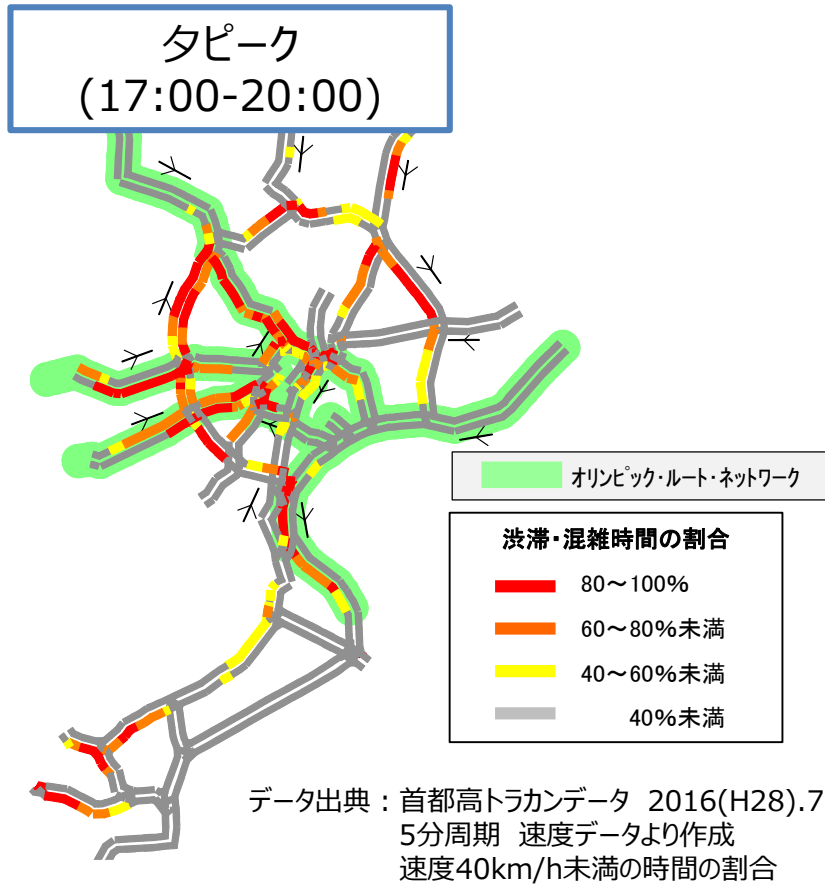 夕ピーク
(17:00-20:00)
オリンピック・ルート・ネットワーク
渋滞・混雑時間の割合
80～100%
60～80%未満
40～60%未満
40%未満
データ出典：首都高トラカンデータ 2016(H28).7
5分周期 速度データより作成
速度40km/h未満の時間の割合